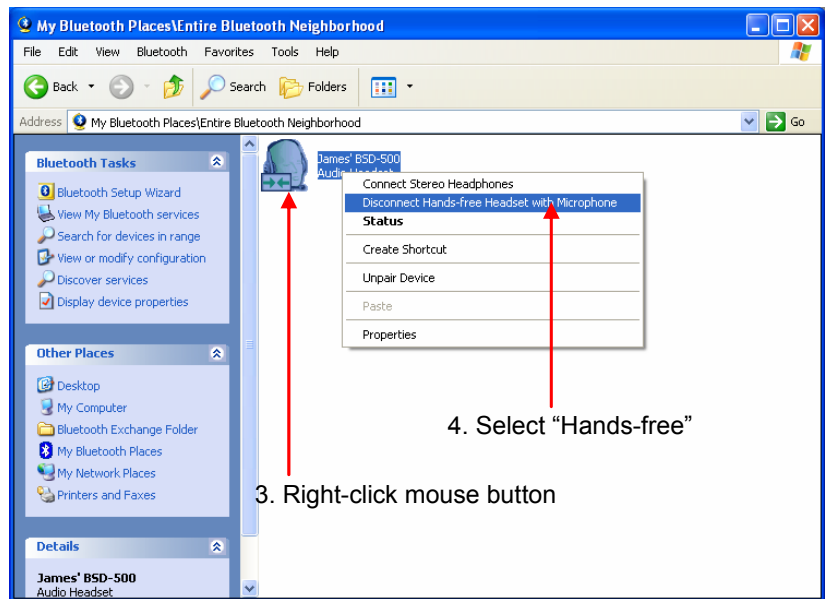 My Bluetooth Places\Entire Bluetooth Neighborhood
File Edit View Bluetooth Favorites Tools Help
Back Search Folders
Address My Bluetooth Places\Entire Bluetooth Neighborhood Go
Bluetooth Tasks
Bluetooth Setup Wizard
View My Bluetooth services
Search for devices in range
View or modify configuration
Discover services
Display device properties
Other Places
Desktop
My Computer
Bluetooth Exchange Folder
My Bluetooth Places
My Network Places
Printers and Faxes
Details
James' BSD-500
Audio Headset
James' BSD-500
Audio Headset
Connect Stereo Headphones
Disconnect Hands-free Headset with Microphone
Status
Create Shortcut
Unpair Device
Paste
Properties
4. Select “Hands-free”
3. Right-click mouse button